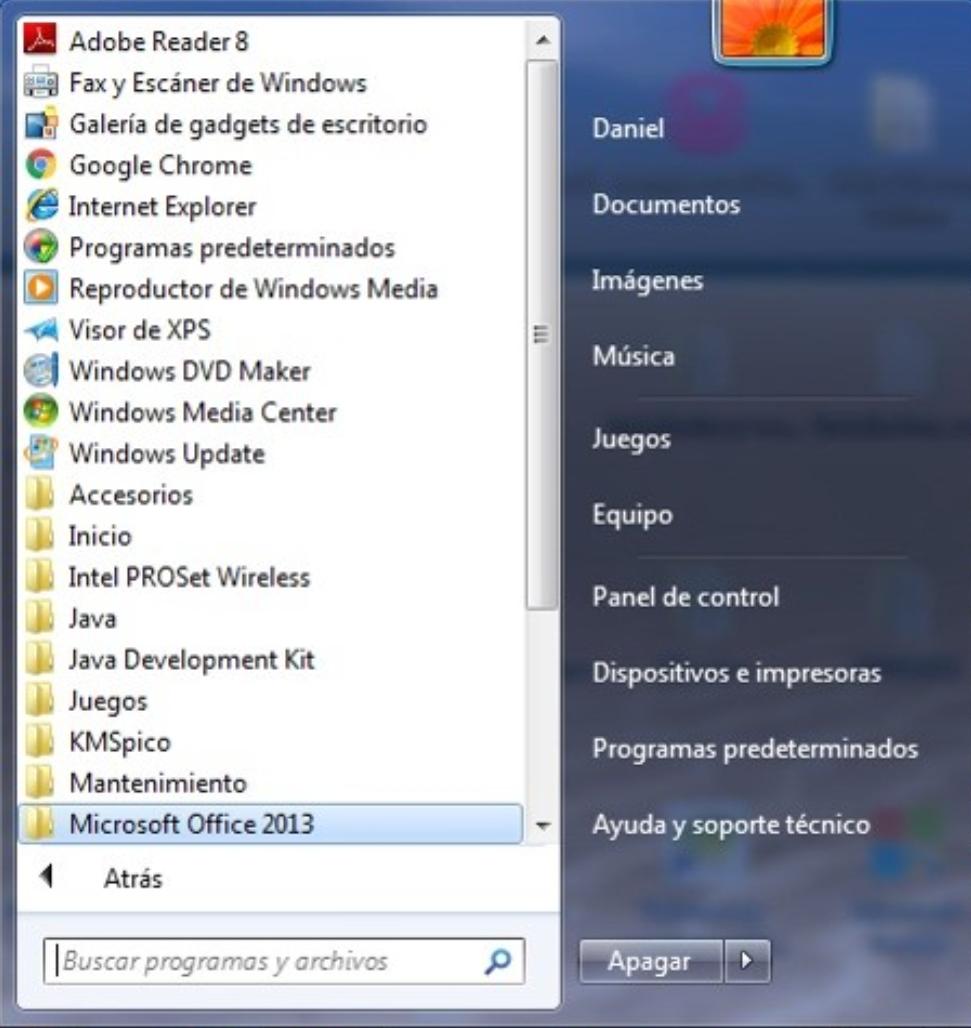 Adobe Reader 8
Fax y Escáner de Windows
Galería de gadgets de escritorio
Google Chrome
Internet Explorer
Programas predeterminados
Reproductor de Windows Media
Visor de XPS
Windows DVD Maker
Windows Media Center
Windows Update
Accesorios
Inicio
Intel PROSet Wireless
Java
Java Development Kit
Juegos
KMSpico
Mantenimiento
Microsoft Office 2013
Atrás
Buscar programas y archivos
Daniel
Documentos
Imágenes
Música
Juegos
Equipo
Panel de control
Dispositivos e impresoras
Programas predeterminados
Ayuda y soporte técnico
Apagar